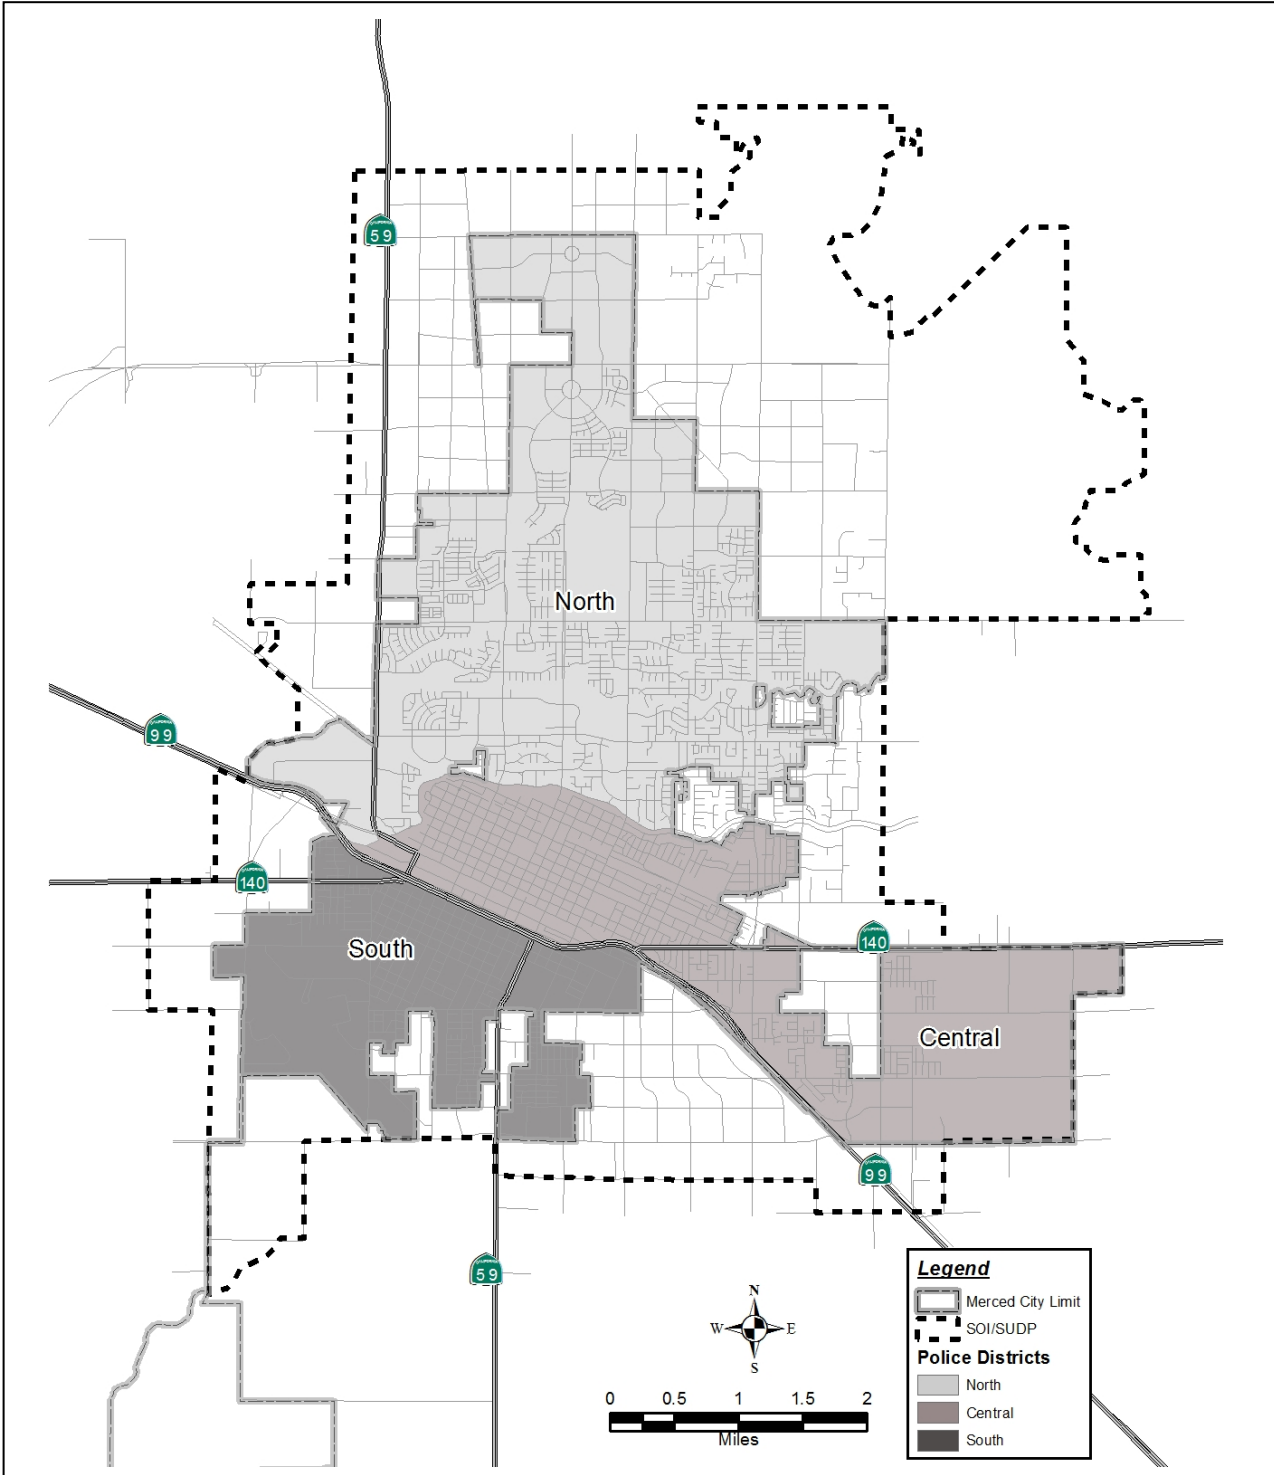 59
North
99
140
South
140
Central
99
59
Legend
Merced City Limit
SOI/SUDP
Police Districts
North
Central
South
N
W E
S
0 0.5 1 1.5 2
Miles